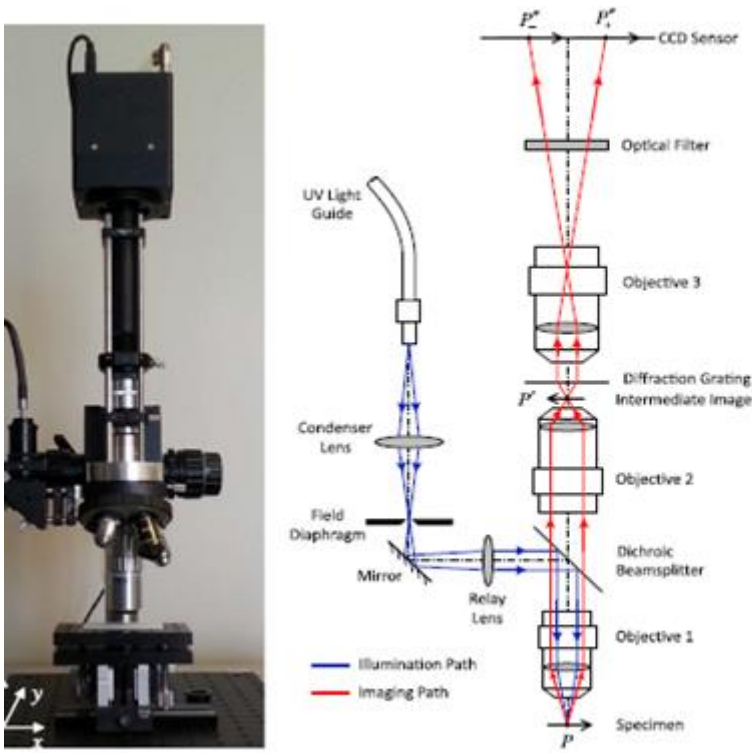 P″₋ P″₊
CCD Sensor
Optical Filter
UV Light
Guide
Objective 3
Diffraction Grating
P′ Intermediate Image
Condenser
Lens
Objective 2
Field
Diaphragm
Mirror
Relay
Lens
Dichroic
Beamsplitter
Objective 1
Illumination Path
Imaging Path
Specimen
P
y
x